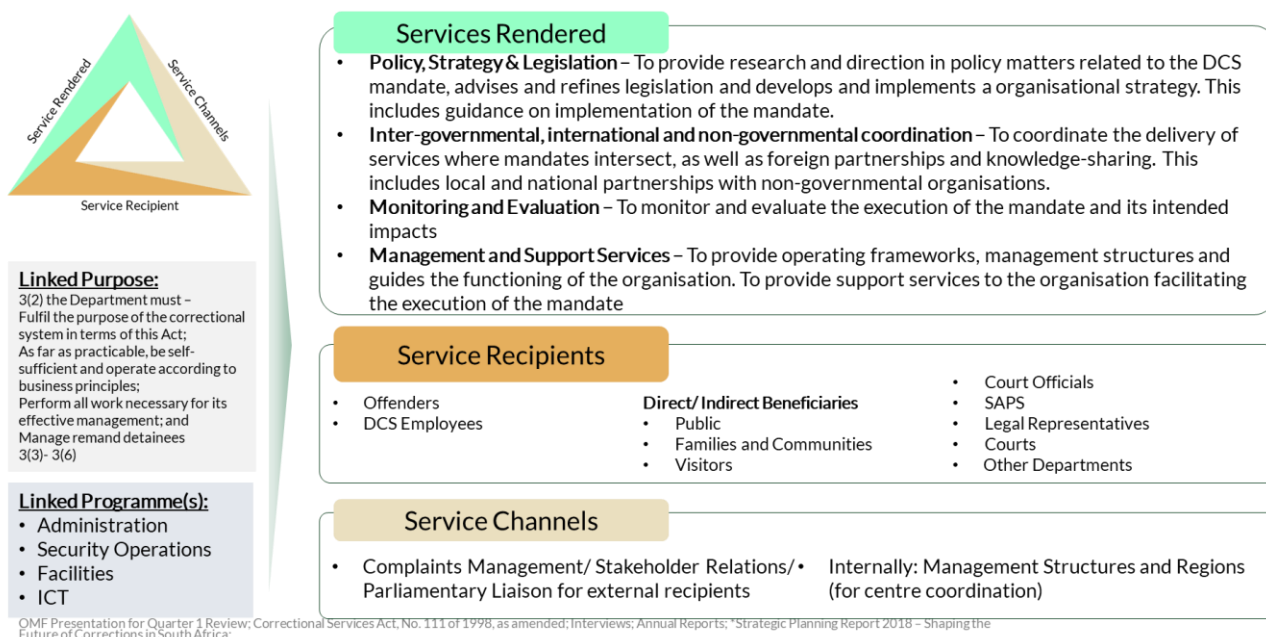 Service Rendered
Service Channels
Service Recipient
Linked Purpose:
3(2) the Department must –
Fulfil the purpose of the correctional
system in terms of this Act;
As far as practicable, be self-
sufficient and operate according to
business principles;
Perform all work necessary for its
effective management; and
Manage remand detainees
3(3)- 3(6)
Linked Programme(s):
• Administration
• Security Operations
• Facilities
• ICT
Services Rendered
• Policy, Strategy & Legislation – To provide research and direction in policy matters related to the DCS
mandate, advises and refines legislation and develops and implements a organisational strategy. This
includes guidance on implementation of the mandate.
• Inter-governmental, international and non-governmental coordination – To coordinate the delivery of
services where mandates intersect, as well as foreign partnerships and knowledge-sharing. This
includes local and national partnerships with non-governmental organisations.
• Monitoring and Evaluation – To monitor and evaluate the execution of the mandate and its intended
impacts
• Management and Support Services – To provide operating frameworks, management structures and
guides the functioning of the organisation. To provide support services to the organisation facilitating
the execution of the mandate
Service Recipients
• Offenders
• DCS Employees
Direct/ Indirect Beneficiaries
• Public
• Families and Communities
• Visitors
• Court Officials
• SAPS
• Legal Representatives
• Courts
• Other Departments
Service Channels
• Complaints Management/ Stakeholder Relations/
Parliamentary Liaison for external recipients
• Internally: Management Structures and Regions
(for centre coordination)
OMF Presentation for Quarter 1 Review; Correctional Services Act, No. 111 of 1998, as amended; Interviews; Annual Reports; *Strategic Planning Report 2018 – Shaping the
Future of Corrections in South Africa;